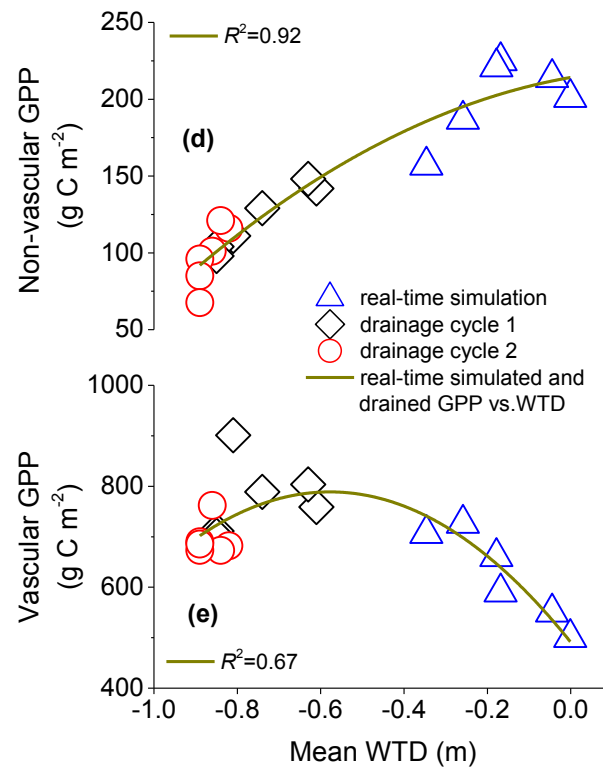 250
200
150
100
50
Non-vascular GPP
(g C m-2)
R2=0.92
(d)
real-time simulation
drainage cycle 1
drainage cycle 2
real-time simulated and
drained GPP vs.WTD
1000
800
600
400
Vascular GPP
(g C m-2)
(e)
R2=0.67
-1.0 -0.8 -0.6 -0.4 -0.2 0.0
Mean WTD (m)